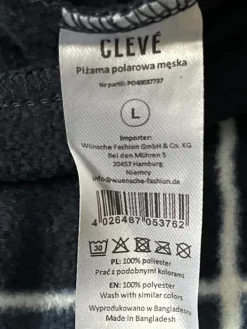 CLEVÉ
Piżama polarowa męska
Nr partii: PO40037737
L
Importer:
Wünsche Fashion GmbH & Co. KG
Bei den Mühren 5
20457 Hamburg
Niemcy
info@wuensche-fashion.de
4 026487 053762
30
PL: 100% poliester
Prać z podobnymi kolorami
EN: 100% polyester
Wash with similar colors
Wyprodukowano w Bangladeszu
Made in Bangladesh